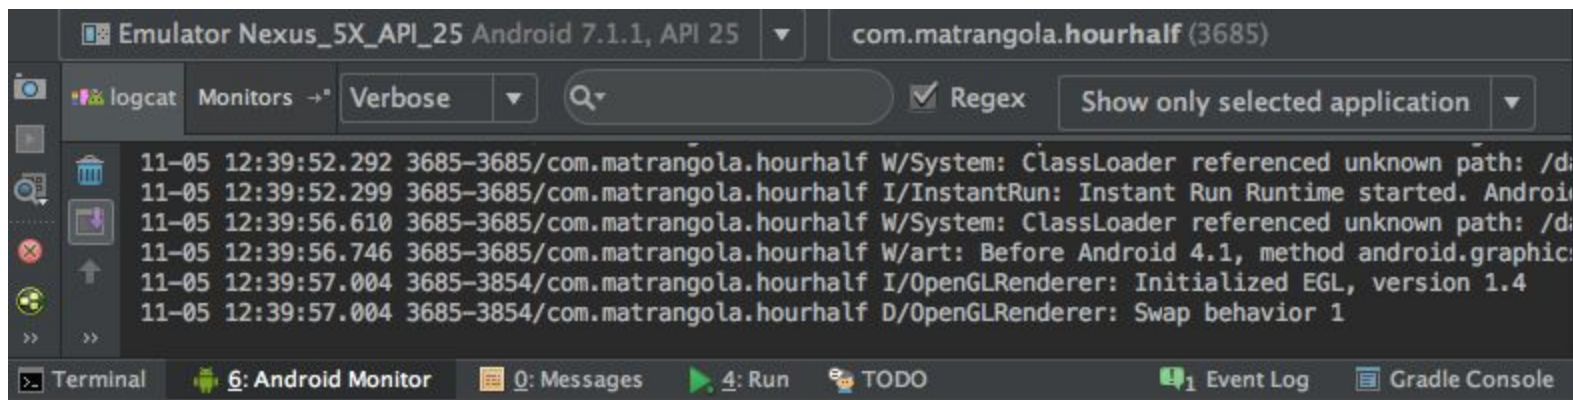 Emulator Nexus_5X_API_25 Android 7.1.1, API 25 com.matrangola.hourhalf (3685)
logcat Monitors Verbose Regex Show only selected application
11-05 12:39:52.292 3685-3685/com.matrangola.hourhalf W/System: ClassLoader referenced unknown path: /da
11-05 12:39:52.299 3685-3685/com.matrangola.hourhalf I/InstantRun: Instant Run Runtime started. Androi
11-05 12:39:56.610 3685-3685/com.matrangola.hourhalf W/System: ClassLoader referenced unknown path: /da
11-05 12:39:56.746 3685-3685/com.matrangola.hourhalf W/art: Before Android 4.1, method android.graphics
11-05 12:39:57.004 3685-3854/com.matrangola.hourhalf I/OpenGLRenderer: Initialized EGL, version 1.4
11-05 12:39:57.004 3685-3854/com.matrangola.hourhalf D/OpenGLRenderer: Swap behavior 1
Terminal 6: Android Monitor 0: Messages 4: Run TODO 1 Event Log Gradle Console